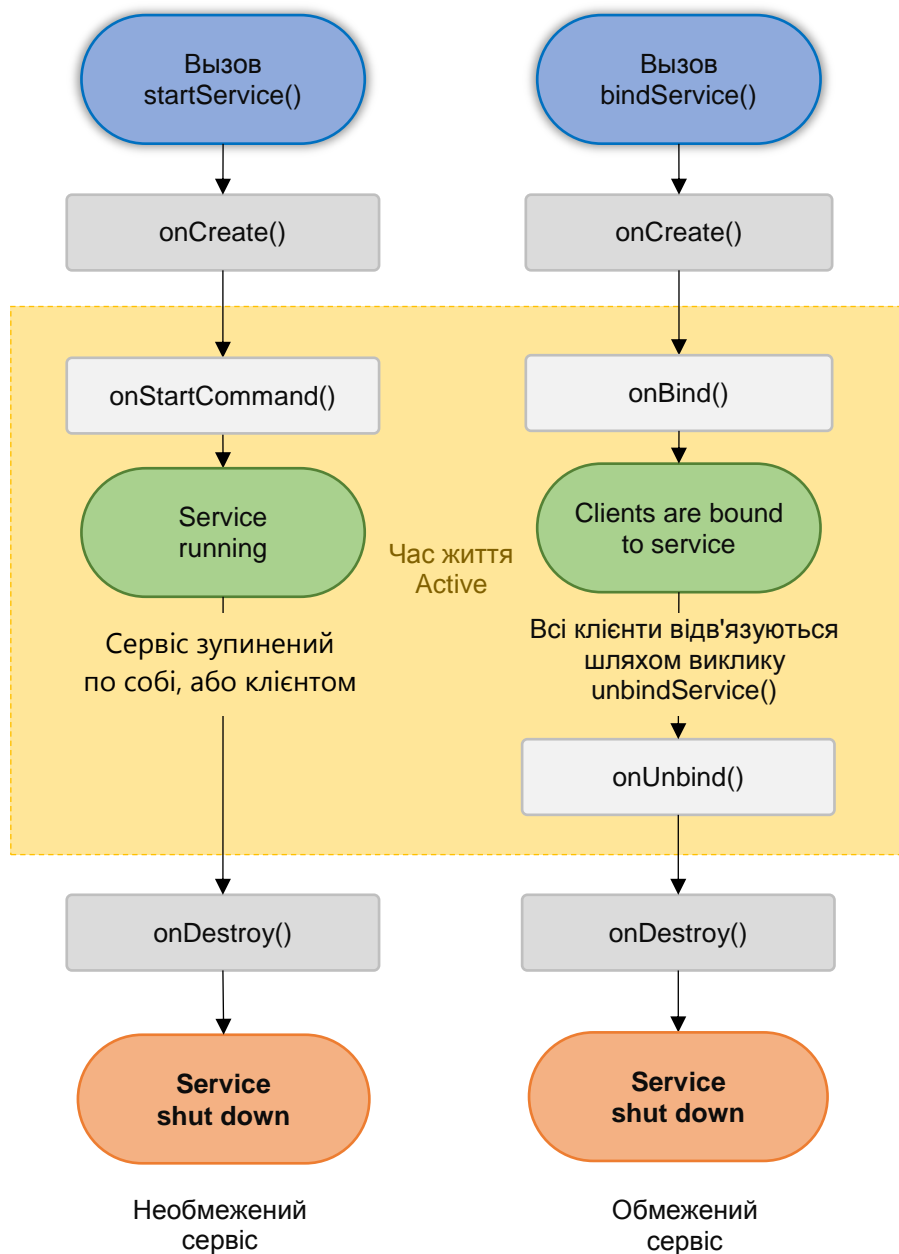 Вызов
startService()
onCreate()
onStartCommand()
Service
running
Сервіс зупинений
по собі, або клієнтом
onDestroy()
Service
shut down
Необмежений
сервіс
Час життя
Active
Вызов
bindService()
onCreate()
onBind()
Clients are bound
to service
Всі клієнти відв'язуються
шляхом виклику
unbindService()
onUnbind()
onDestroy()
Service
shut down
Обмежений
сервіс